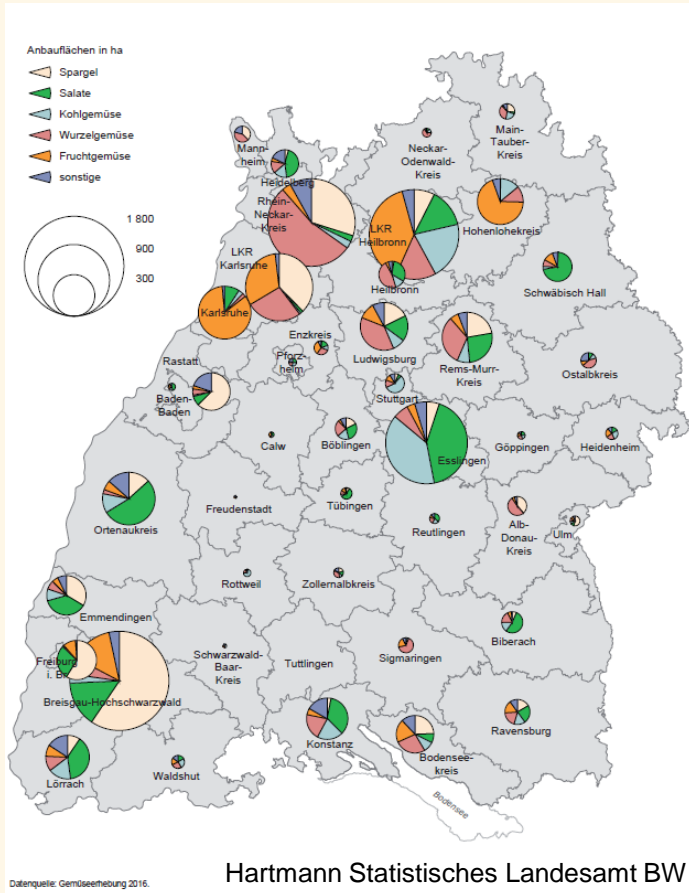 Anbauflächen in ha
Spargel
Salate
Kohlgemüse
Wurzelgemüse
Fruchtgemüse
sonstige
1 800
900
300
Mann-
heim
Heidelberg
Rhein-
Neckar-
Kreis
Neckar-
Odenwald-
Kreis
Main-
Tauber-
Kreis
LKR
Heilbronn
Hohenlohekreis
LKR
Karlsruhe
Heilbronn
Schwäbisch Hall
Karlsruhe
Enzkreis
Pforz-
heim
Ludwigsburg
Rems-Murr-
Kreis
Rastatt
Ostalbkreis
Baden-
Baden
Stuttgart
Calw
Böblingen
Esslingen
Göppingen
Heidenheim
Ortenaukreis
Freudenstadt
Tübingen
Reutlingen
Alb-
Donau-
Kreis
Ulm
Rottweil
Zollernalbkreis
Emmendingen
Biberach
Freiburg
i. Be
Schwarzwald-
Baar-
Kreis
Tuttlingen
Sigmaringen
Breisgau-Hochschwarzwald
Konstanz
Bodensee-
kreis
Ravensburg
Lörrach
Waldshut
Bodensee
Datenquelle: Gemüseerhebung 2016.
Hartmann Statistisches Landesamt BW